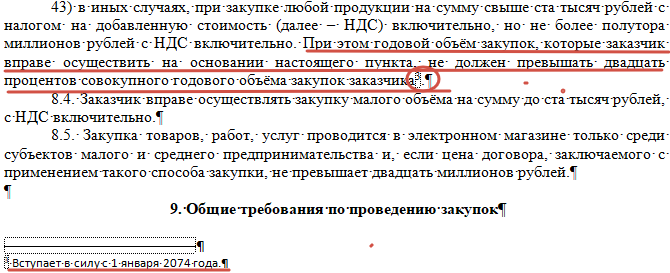 43) в иных случаях, при закупке любой продукции на сумму свыше ста тысяч рублей с
налогом на добавленную стоимость (далее – НДС) включительно, но не более полутора
миллионов рублей с НДС включительно. При этом годовой объём закупок, которые заказчик
вправе осуществить на основании настоящего пункта, не должен превышать двадцать
процентов совокупного годового объёма закупок заказчика.¶
8.4. Заказчик вправе осуществлять закупку малого объёма на сумму до ста тысяч рублей,
с НДС включительно.¶
8.5. Закупка товаров, работ, услуг проводится в электронном магазине только среди
субъектов малого и среднего предпринимательства и, если цена договора, заключаемого с
применением такого способа закупки, не превышает двадцать миллионов рублей.¶
¶
9. Общие требования по проведению закупок¶
¶
Вступает в силу с 1 января 2074 года.¶